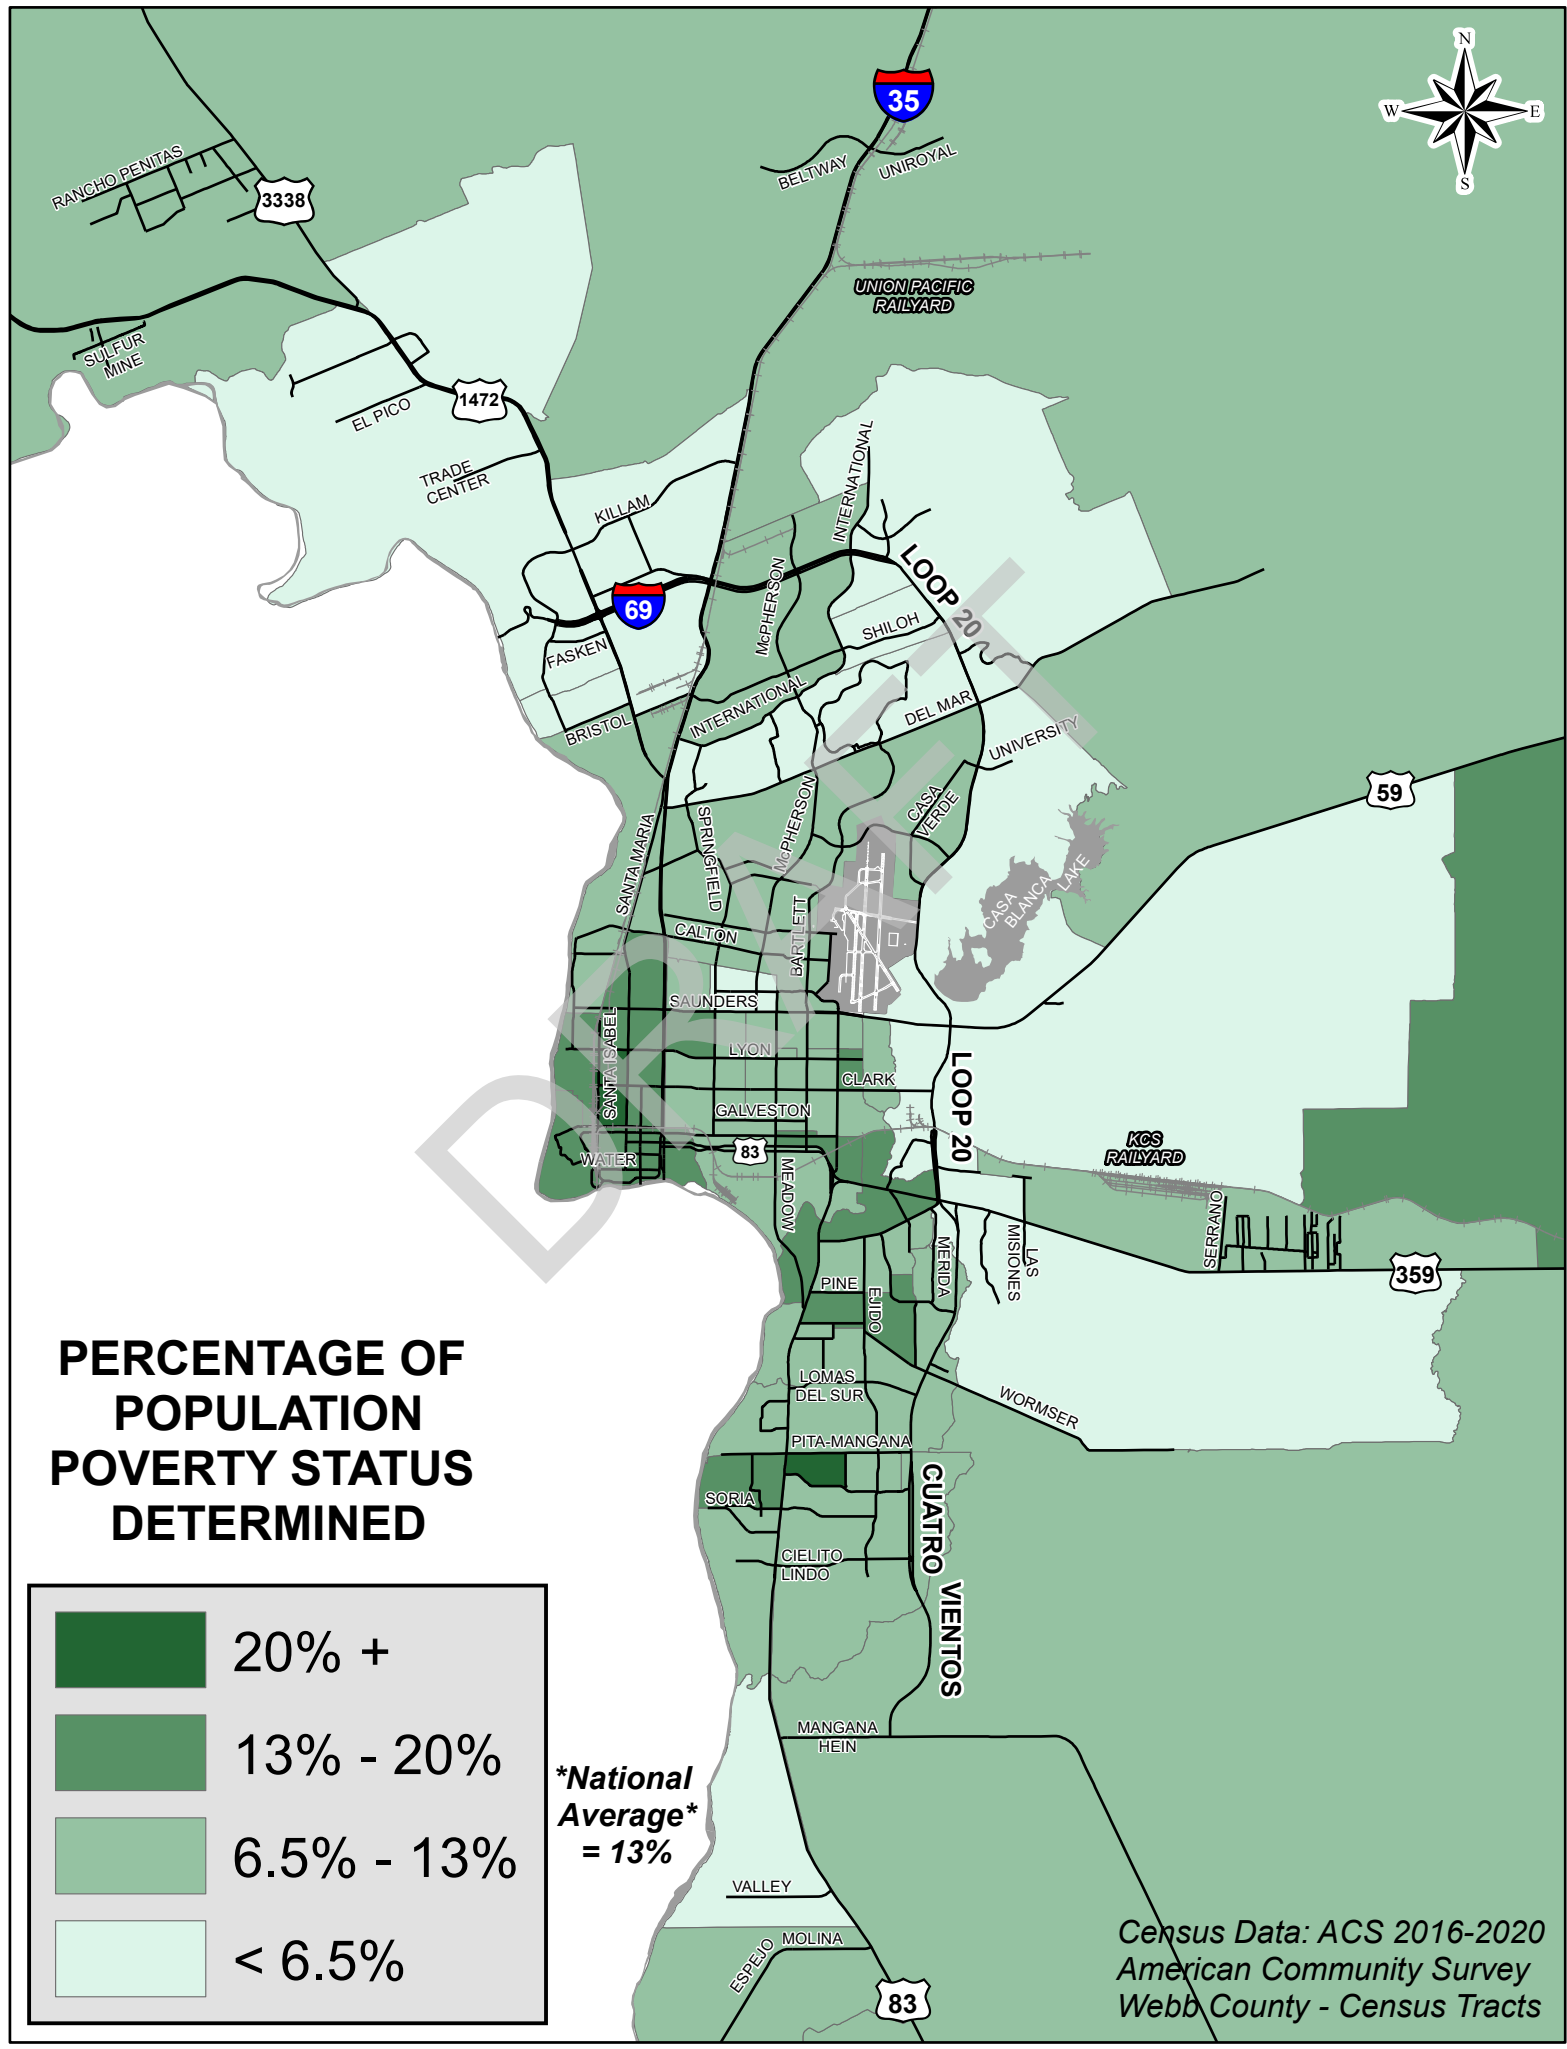 N
W
E
S
35
BELTWAY
UNIROYAL
RANCHO PENITAS
3338
UNION PACIFIC
RAILYARD
SULFUR
MINE
1472
EL PICO
TRADE
CENTER
KILLAM
INTERNATIONAL
LOOP 20
McPHERSON
69
SHILOH
FASKEN
INTERNATIONAL
DEL MAR
BRISTOL
UNIVERSITY
59
CASA
VERDE
McPHERSON
SPRINGFIELD
SANTA MARIA
CASA
BLANCA
LAKE
CALTON
BARTLETT
SAUNDERS
SANTA ISABEL
LYON
CLARK
LOOP 20
GALVESTON
83
WATER
KCS
RAILYARD
MEADOW
SERRANO
MERIDA
LAS
MISIONES
359
PINE
EJIDO
LOMAS
DEL SUR
WORMSER
PITA-MANGANA
SORIA
CUATRO VIENTOS
CIELITO
LINDO
MANGANA
HEIN
VALLEY
MOLINA
ESPEJO
83
DRAFT
PERCENTAGE OF
POPULATION
POVERTY STATUS
DETERMINED
20% +
13% - 20%
6.5% - 13%
< 6.5%
*National
Average*
= 13%
Census Data: ACS 2016-2020
American Community Survey
Webb County - Census Tracts